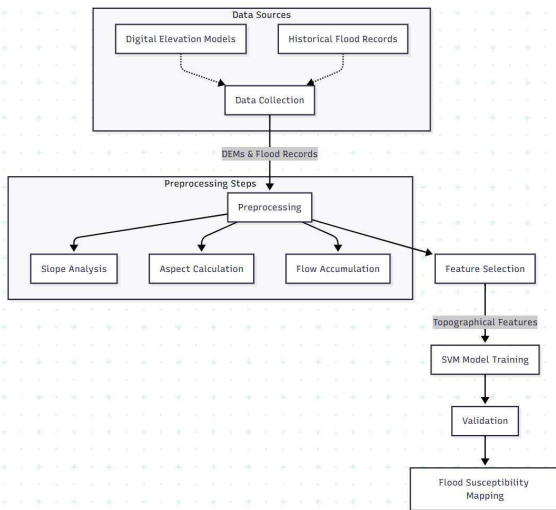 Data Sources
Digital Elevation Models
Historical Flood Records
Data Collection
DEMs & Flood Records
Preprocessing Steps
Preprocessing
Slope Analysis
Aspect Calculation
Flow Accumulation
Feature Selection
Topographical Features
SVM Model Training
Validation
Flood Susceptibility
Mapping